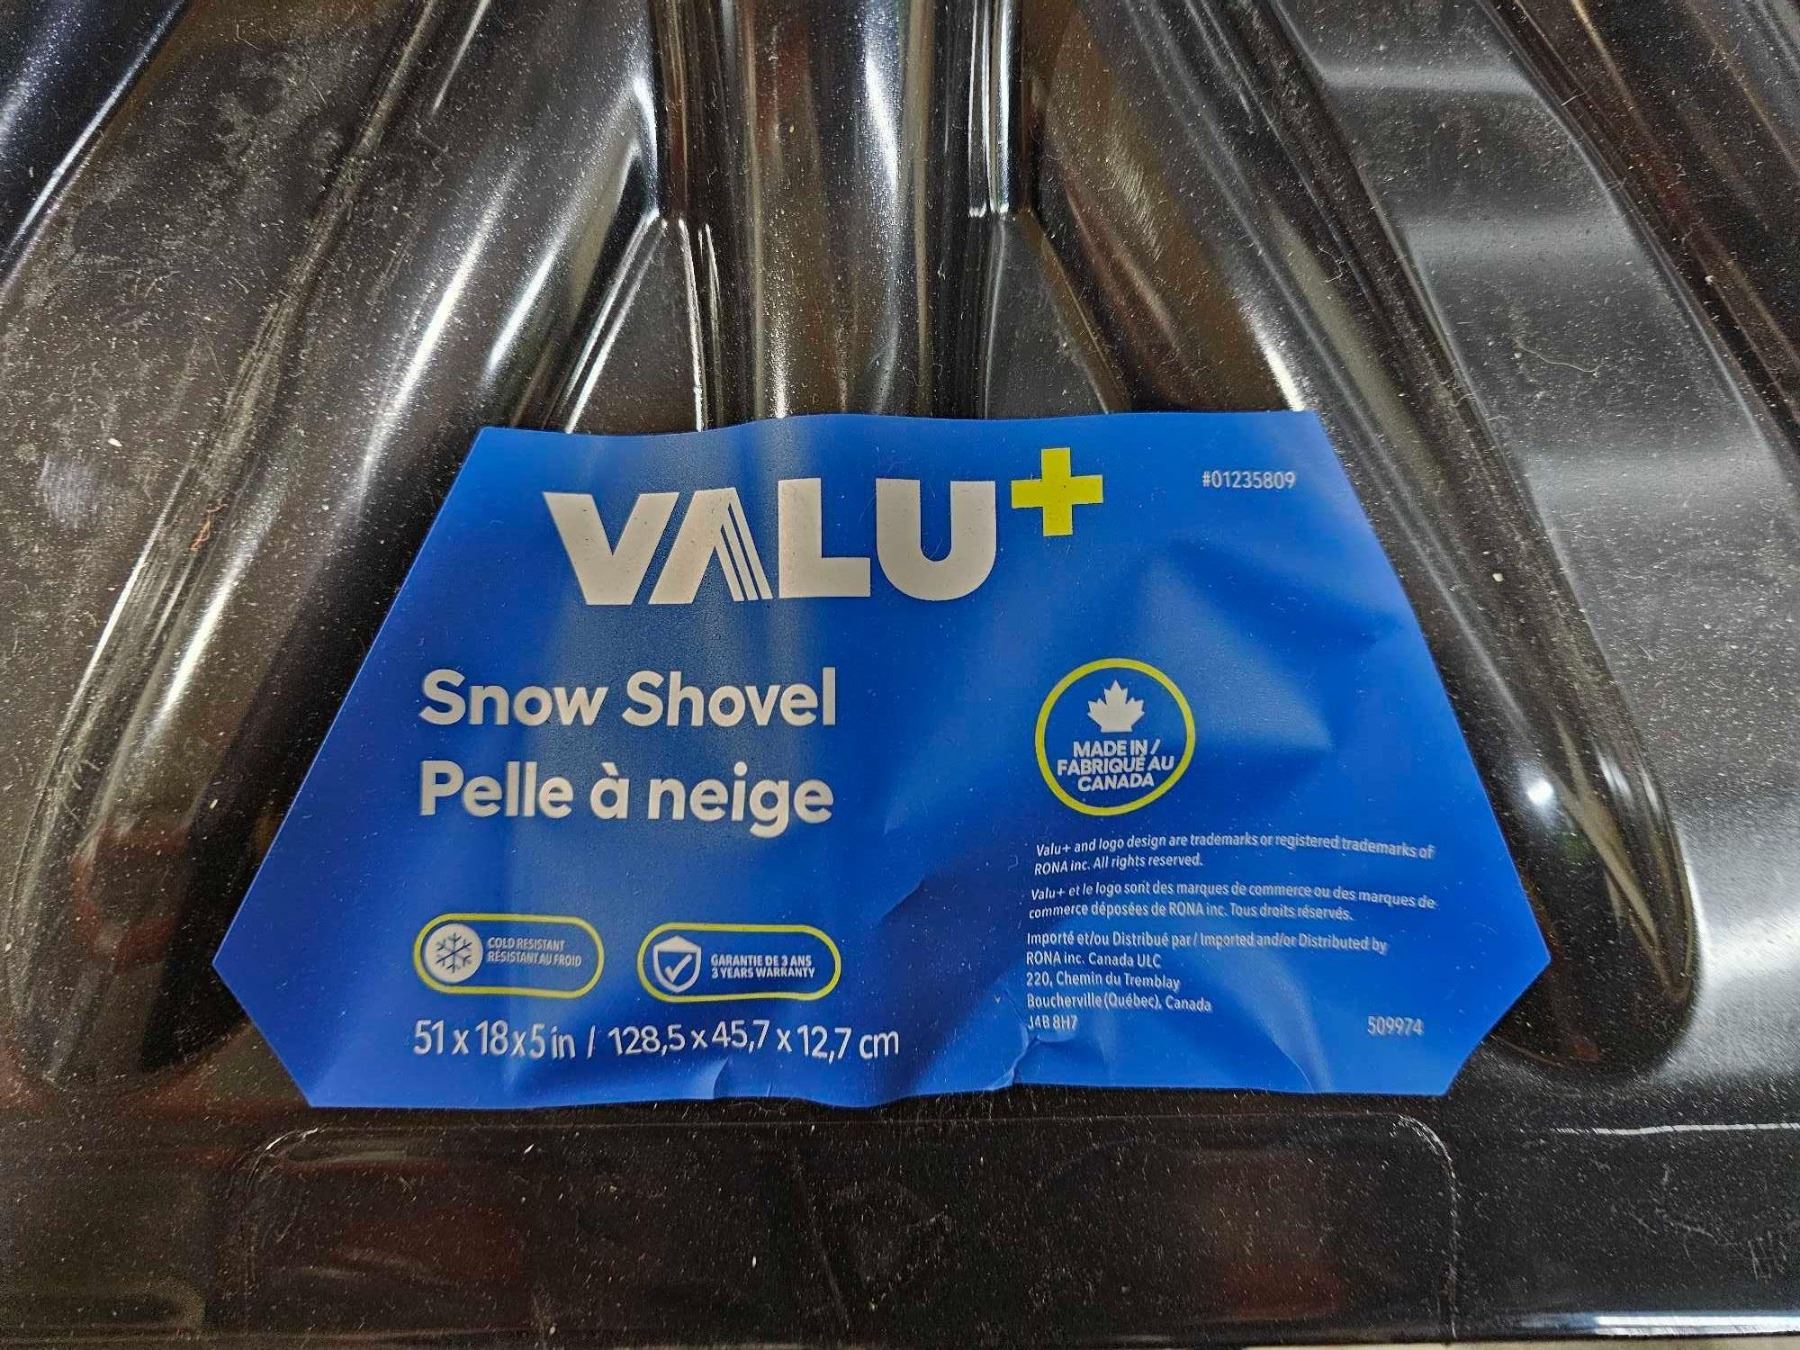 VALU+
#01235809
Snow Shovel
Pelle à neige
MADE IN /
FABRIQUÉ AU
CANADA
Valu+ and logo design are trademarks or registered trademarks of
RONA inc. All rights reserved.
Valu+ et le logo sont des marques de commerce ou des marques de
commerce déposées de RONA inc. Tous droits réservés.
Importé et/ou Distribué par / Imported and/or Distributed by
RONA inc. Canada ULC
220, Chemin du Tremblay
Boucherville (Québec), Canada
J4B 8H7
COLD RESISTANT
RÉSISTANT AU FROID
GARANTIE DE 3 ANS
3 YEARS WARRANTY
51 x 18 x 5 in / 128,5 x 45,7 x 12,7 cm
509974